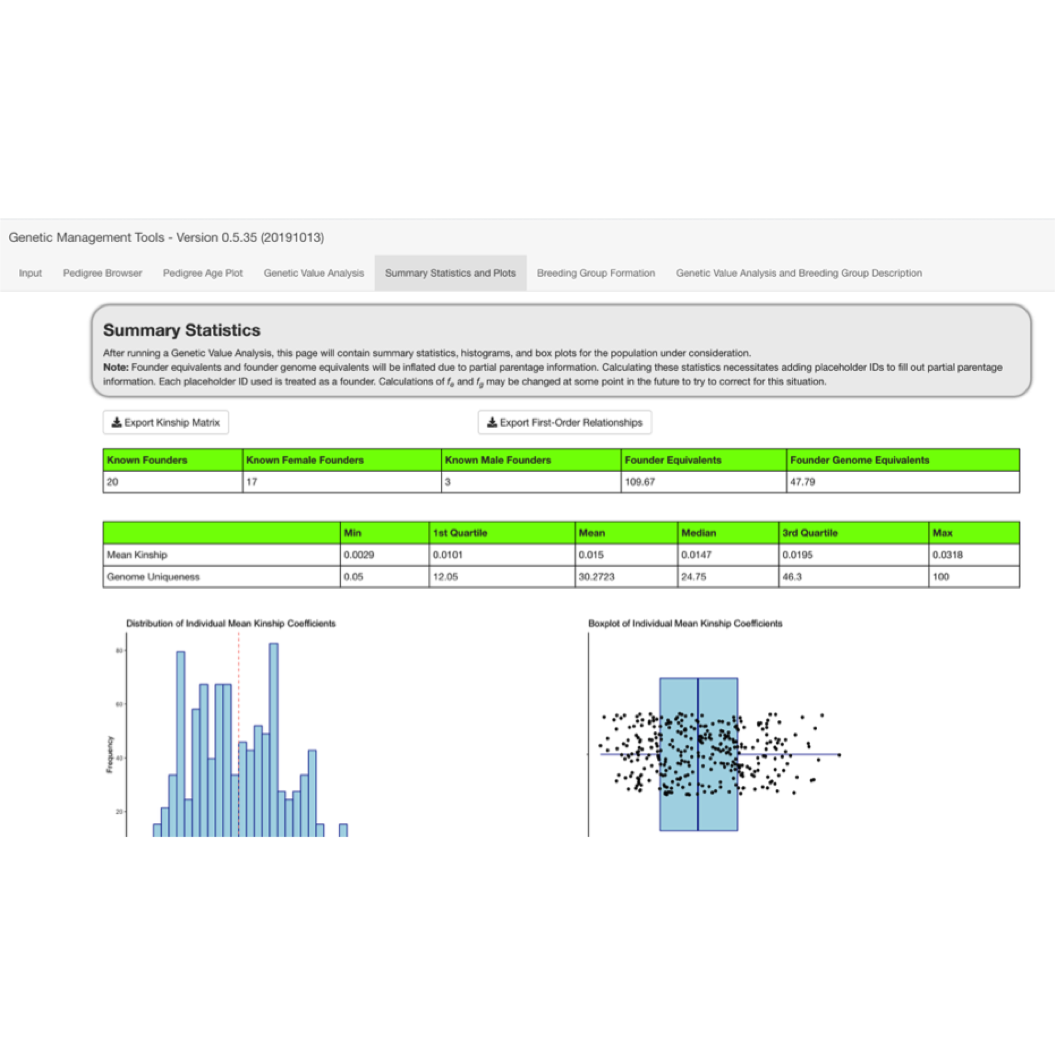 Genetic Management Tools - Version 0.5.35 (20191013)
Input Pedigree Browser Pedigree Age Plot Genetic Value Analysis Summary Statistics and Plots Breeding Group Formation Genetic Value Analysis and Breeding Group Description
Summary Statistics
After running a Genetic Value Analysis, this page will contain summary statistics, histograms, and box plots for the population under consideration.
Note: Founder equivalents and founder genome equivalents will be inflated due to partial parentage information. Calculating these statistics necessitates adding placeholder IDs to fill out partial parentage
information. Each placeholder ID used is treated as a founder. Calculations of fe and fg may be changed at some point in the future to try to correct for this situation.
Export Kinship Matrix Export First-Order Relationships
Known Founders Known Female Founders Known Male Founders Founder Equivalents Founder Genome Equivalents
20 17 3 109.67 47.79
Min 1st Quartile Mean Median 3rd Quartile Max
Mean Kinship 0.0029 0.0101 0.015 0.0147 0.0195 0.0318
Genome Uniqueness 0.05 12.05 30.2723 24.75 46.3 100
Distribution of Individual Mean Kinship Coefficients Boxplot of Individual Mean Kinship Coefficients
80
60
Frequency
40
20